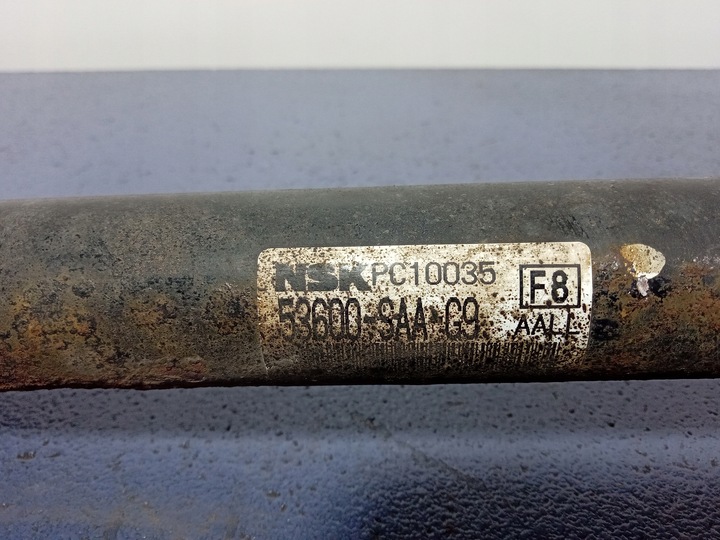 NSK PC10035
53600-SAA-G9
F8
AALL